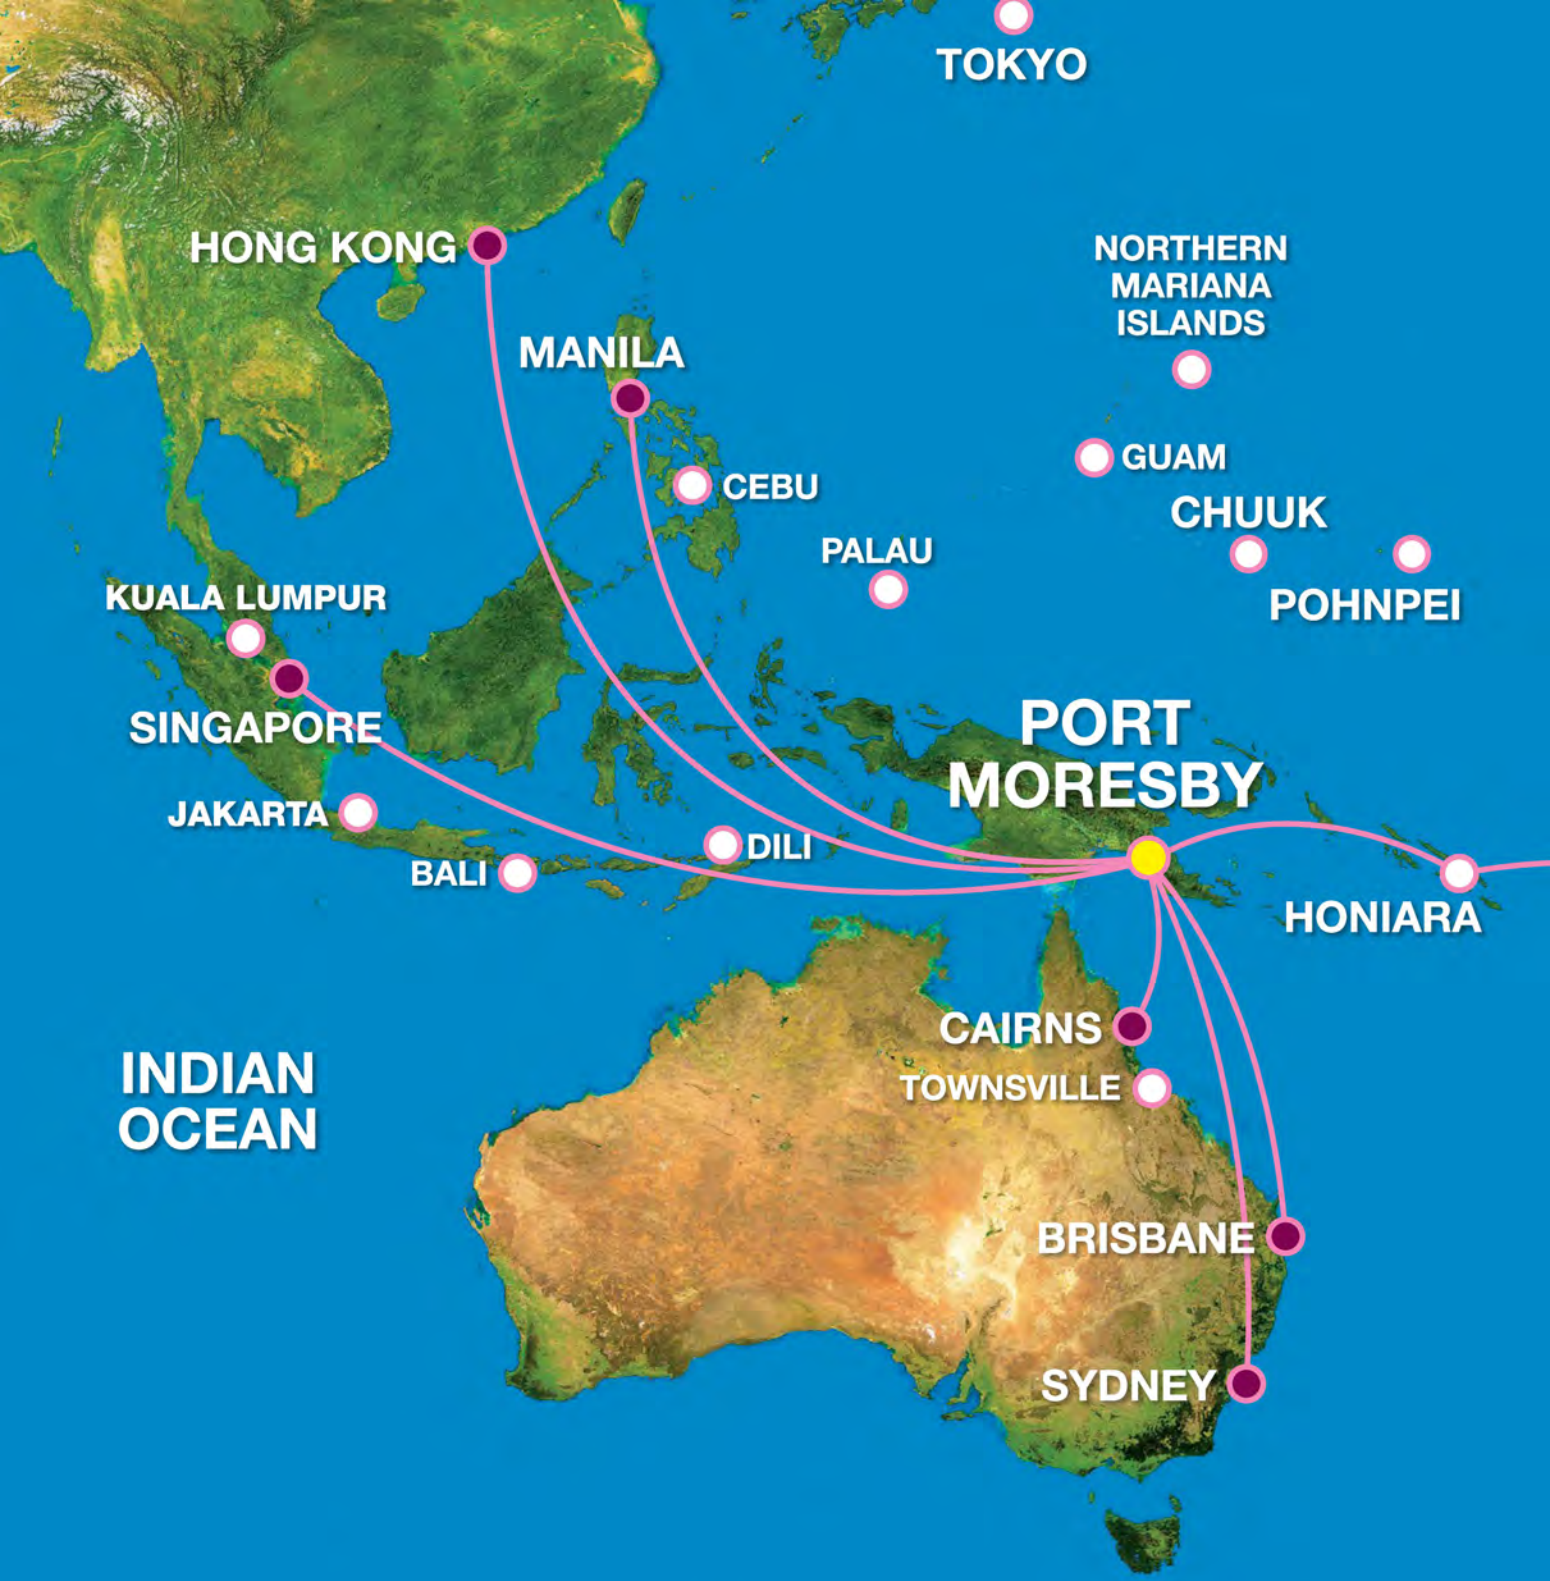 TOKYO
HONG KONG
NORTHERN
MARIANA
ISLANDS
MANILA
GUAM
CEBU
CHUUK
PALAU
POHNPEI
KUALA LUMPUR
SINGAPORE
PORT
MORESBY
JAKARTA
DILI
BALI
HONIARA
CAIRNS
INDIAN
OCEAN
TOWNSVILLE
BRISBANE
SYDNEY